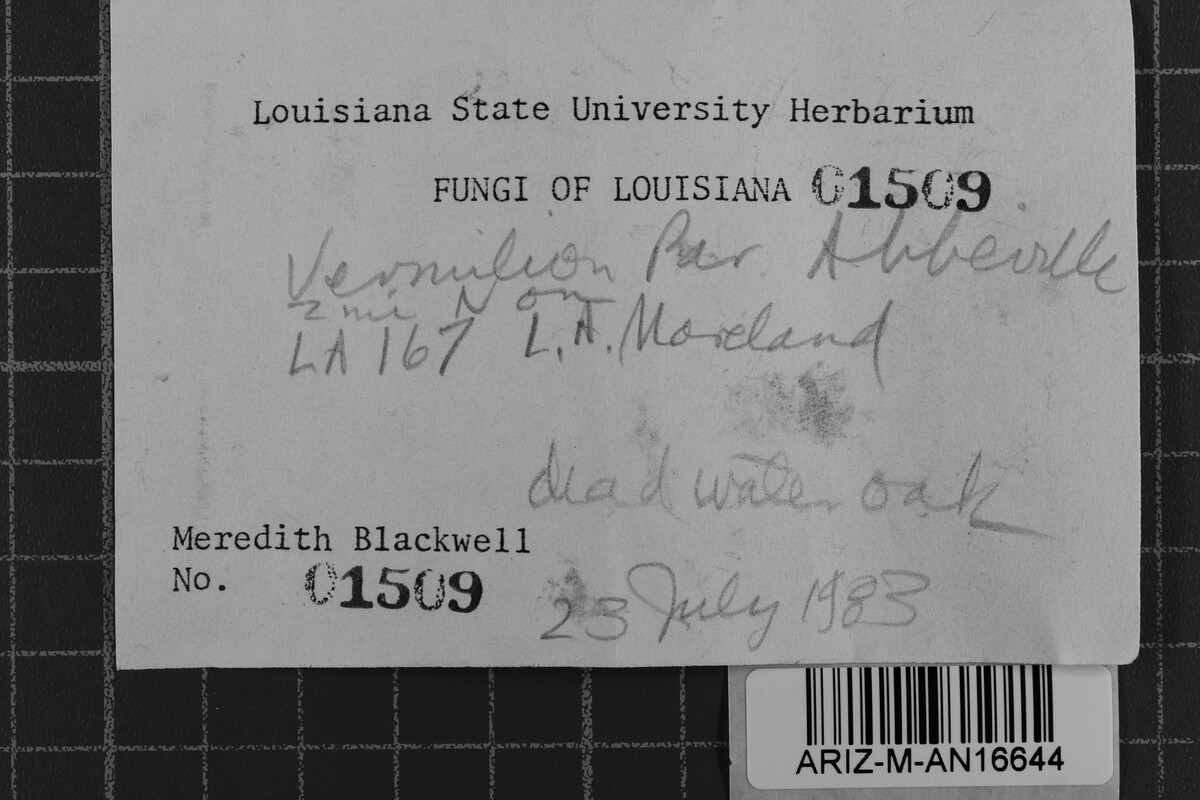 Louisiana State University Herbarium
FUNGI OF LOUISIANA 01509
Vermilion Par. Abbeville
2 mi N on
LA 167 L.A. Moreland
dead water oak
Meredith Blackwell
No. 01509
23 July 1983
ARIZ-M-AN16644